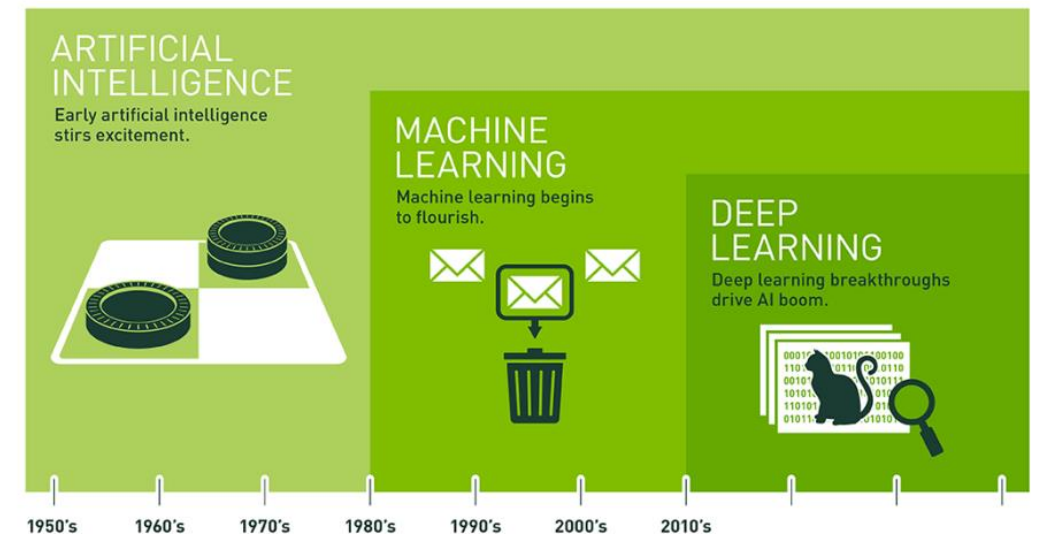 ARTIFICIAL
INTELLIGENCE
Early artificial intelligence
stirs excitement.
MACHINE
LEARNING
Machine learning begins
to flourish.
DEEP
LEARNING
Deep learning breakthroughs
drive AI boom.
1950's
1960's
1970's
1980's
1990's
2000's
2010's